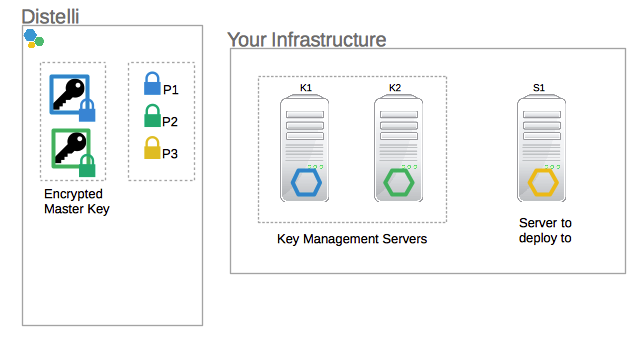 Distelli
Your Infrastructure
P1
P2
P3
Encrypted
Master Key
K1
K2
S1
Key Management Servers
Server to
deploy to